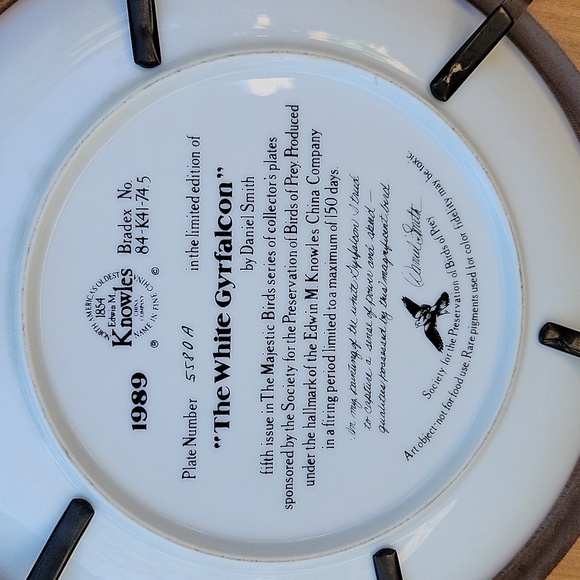 1989
NORTH AMERICA'S OLDEST
1854
Edwin M.
Knowles
CHINA
COMPANY
NAME IN FINE CHINA
® ©
Bradex No.
84-K41-74.5
Plate Number 5580A in the limited edition of
"The White Gyrfalcon"
by Daniel Smith
fifth issue in The Majestic Birds series of collector's plates
sponsored by the Society for the Preservation of Birds of Prey. Produced
under the hallmark of the Edwin M. Knowles China Company
in a firing period limited to a maximum of 150 days.
In my painting of the white Gyrfalcon I tried
to capture a sense of power and speed —
qualities possessed by this magnificent bird
Daniel Smith
Society for the Preservation of Birds of Prey
Art object-not for food use. Rare pigments used for color fidelity may be toxic.